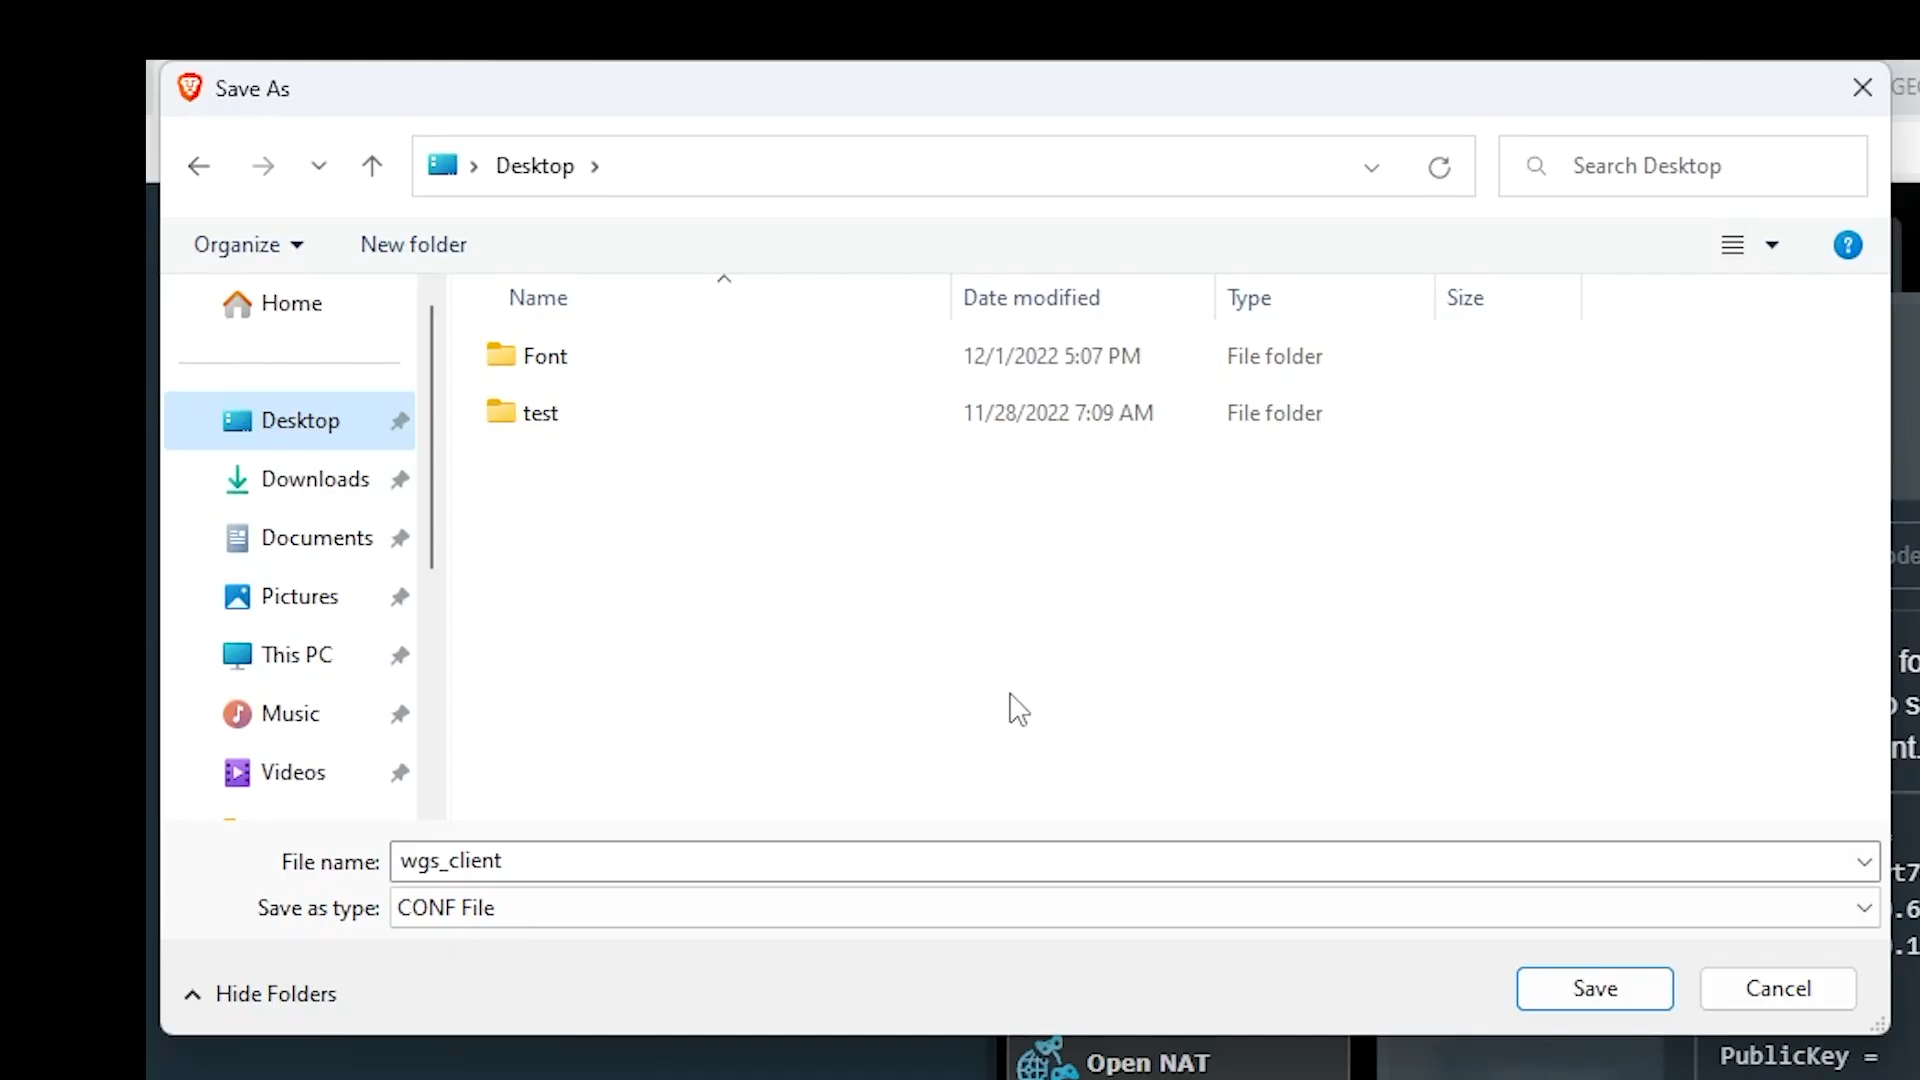 Save As
Desktop
Search Desktop
Organize
New folder
Home
Desktop
Downloads
Documents
Pictures
This PC
Music
Videos
Name
Date modified
Type
Size
Font
12/1/2022 5:07 PM
File folder
test
11/28/2022 7:09 AM
File folder
File name:
wgs_client
Save as type:
CONF File
Hide Folders
Save
Cancel
Open NAT
PublicKey =